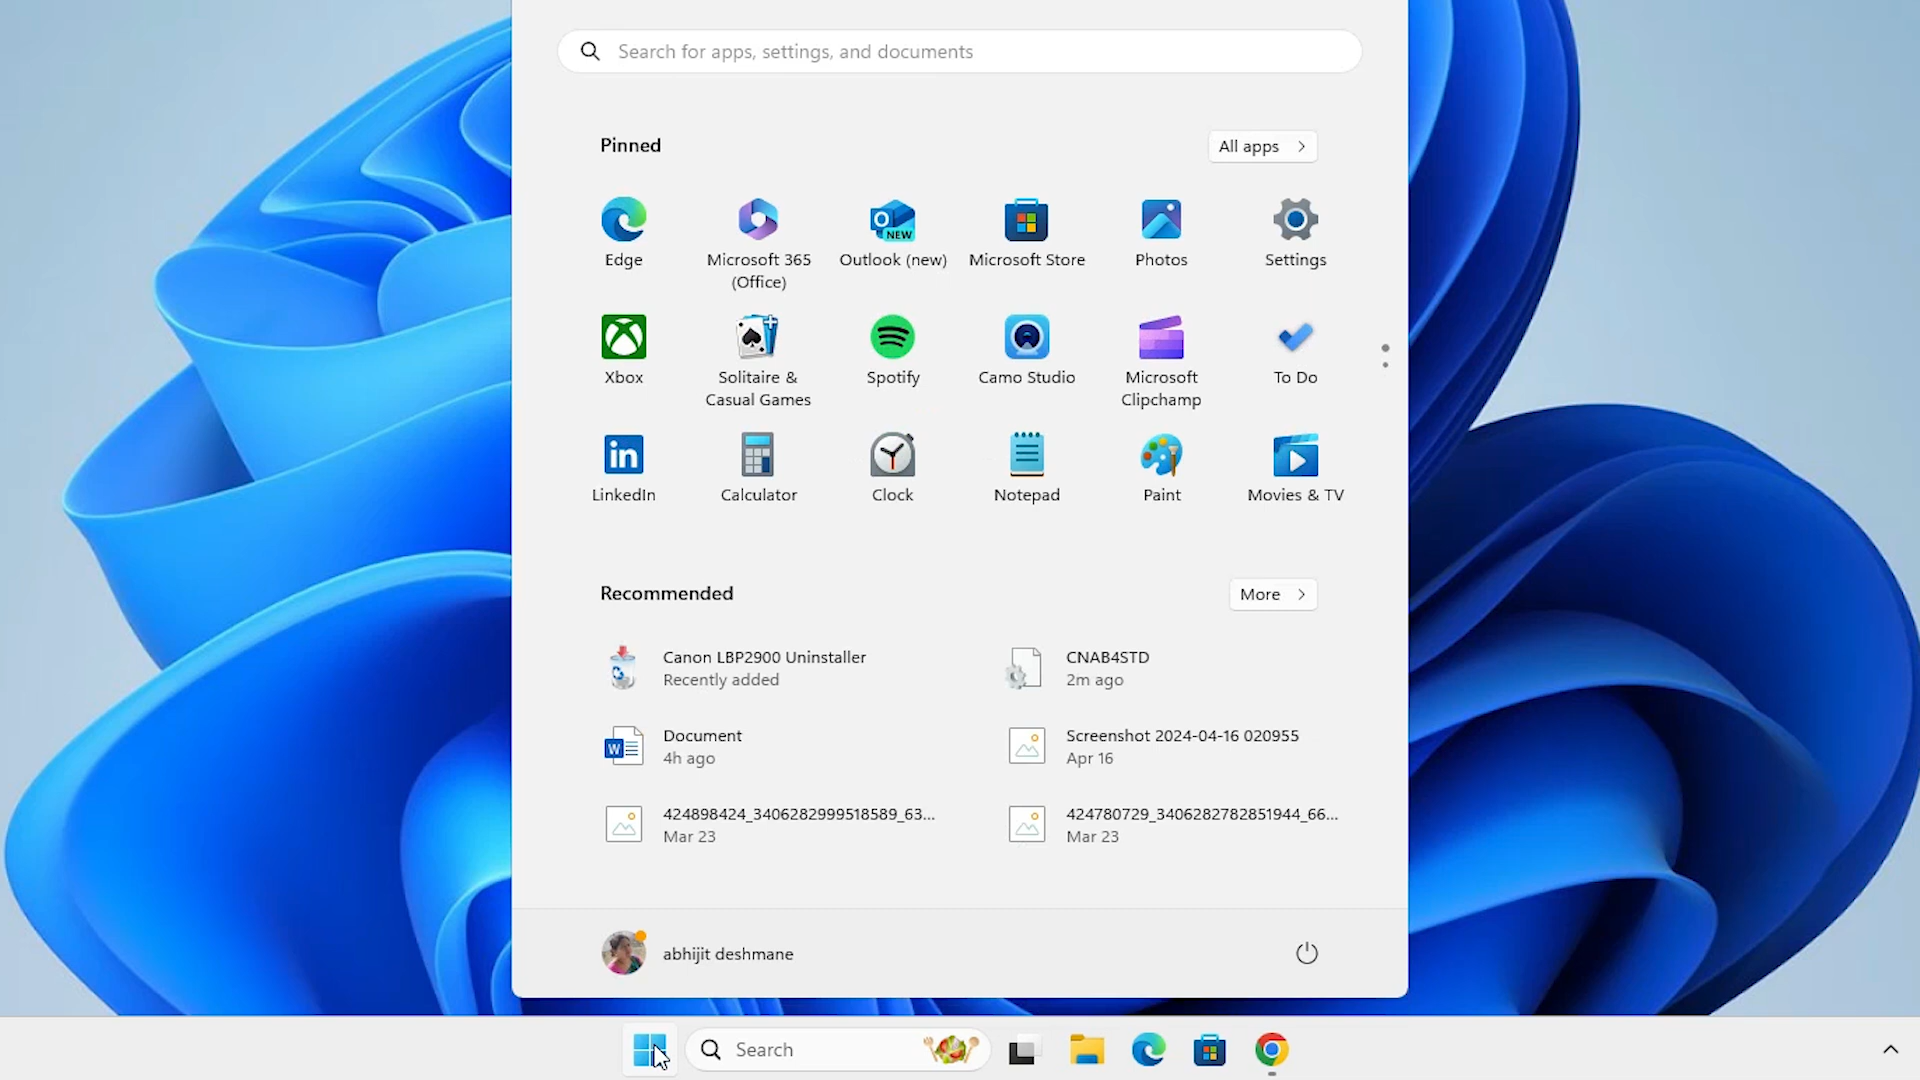 Search for apps, settings, and documents
Pinned
All apps
Edge
Microsoft 365
(Office)
NEW
Outlook (new)
Microsoft Store
Photos
Settings
Xbox
Solitaire &
Casual Games
Spotify
Camo Studio
Microsoft
Clipchamp
To Do
in
LinkedIn
Calculator
Clock
Notepad
Paint
Movies & TV
Recommended
More
Canon LBP2900 Uninstaller
Recently added
CNAB4STD
2m ago
W
Document
4h ago
Screenshot 2024-04-16 020955
Apr 16
424898424_3406282999518589_63...
Mar 23
424780729_3406282782851944_66...
Mar 23
abhijit deshmane
Search